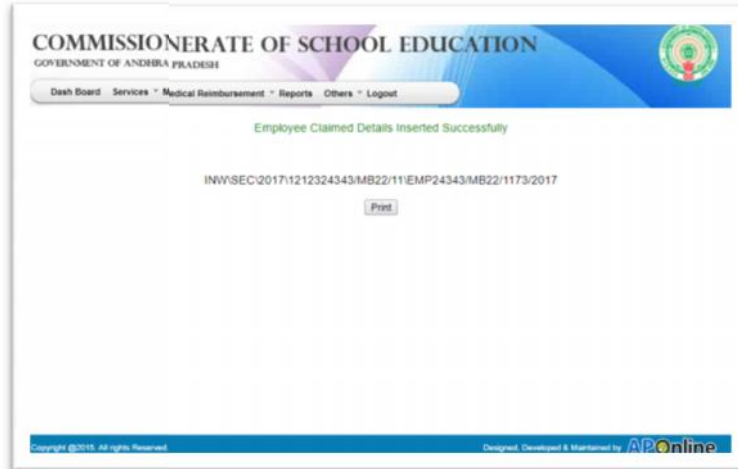 COMMISSIONERATE OF SCHOOL EDUCATION
GOVERNMENT OF ANDHRA PRADESH
Dash Board Services Medical Reimbursement Reports Others Logout
Employee Claimed Details Inserted Successfully
INW\SEC\2017\1212324343/MB22/11\EMP24343/MB22/1173/2017
Print
Copyright @2015. All rights Reserved. Designed, Developed & Maintained by APOnline